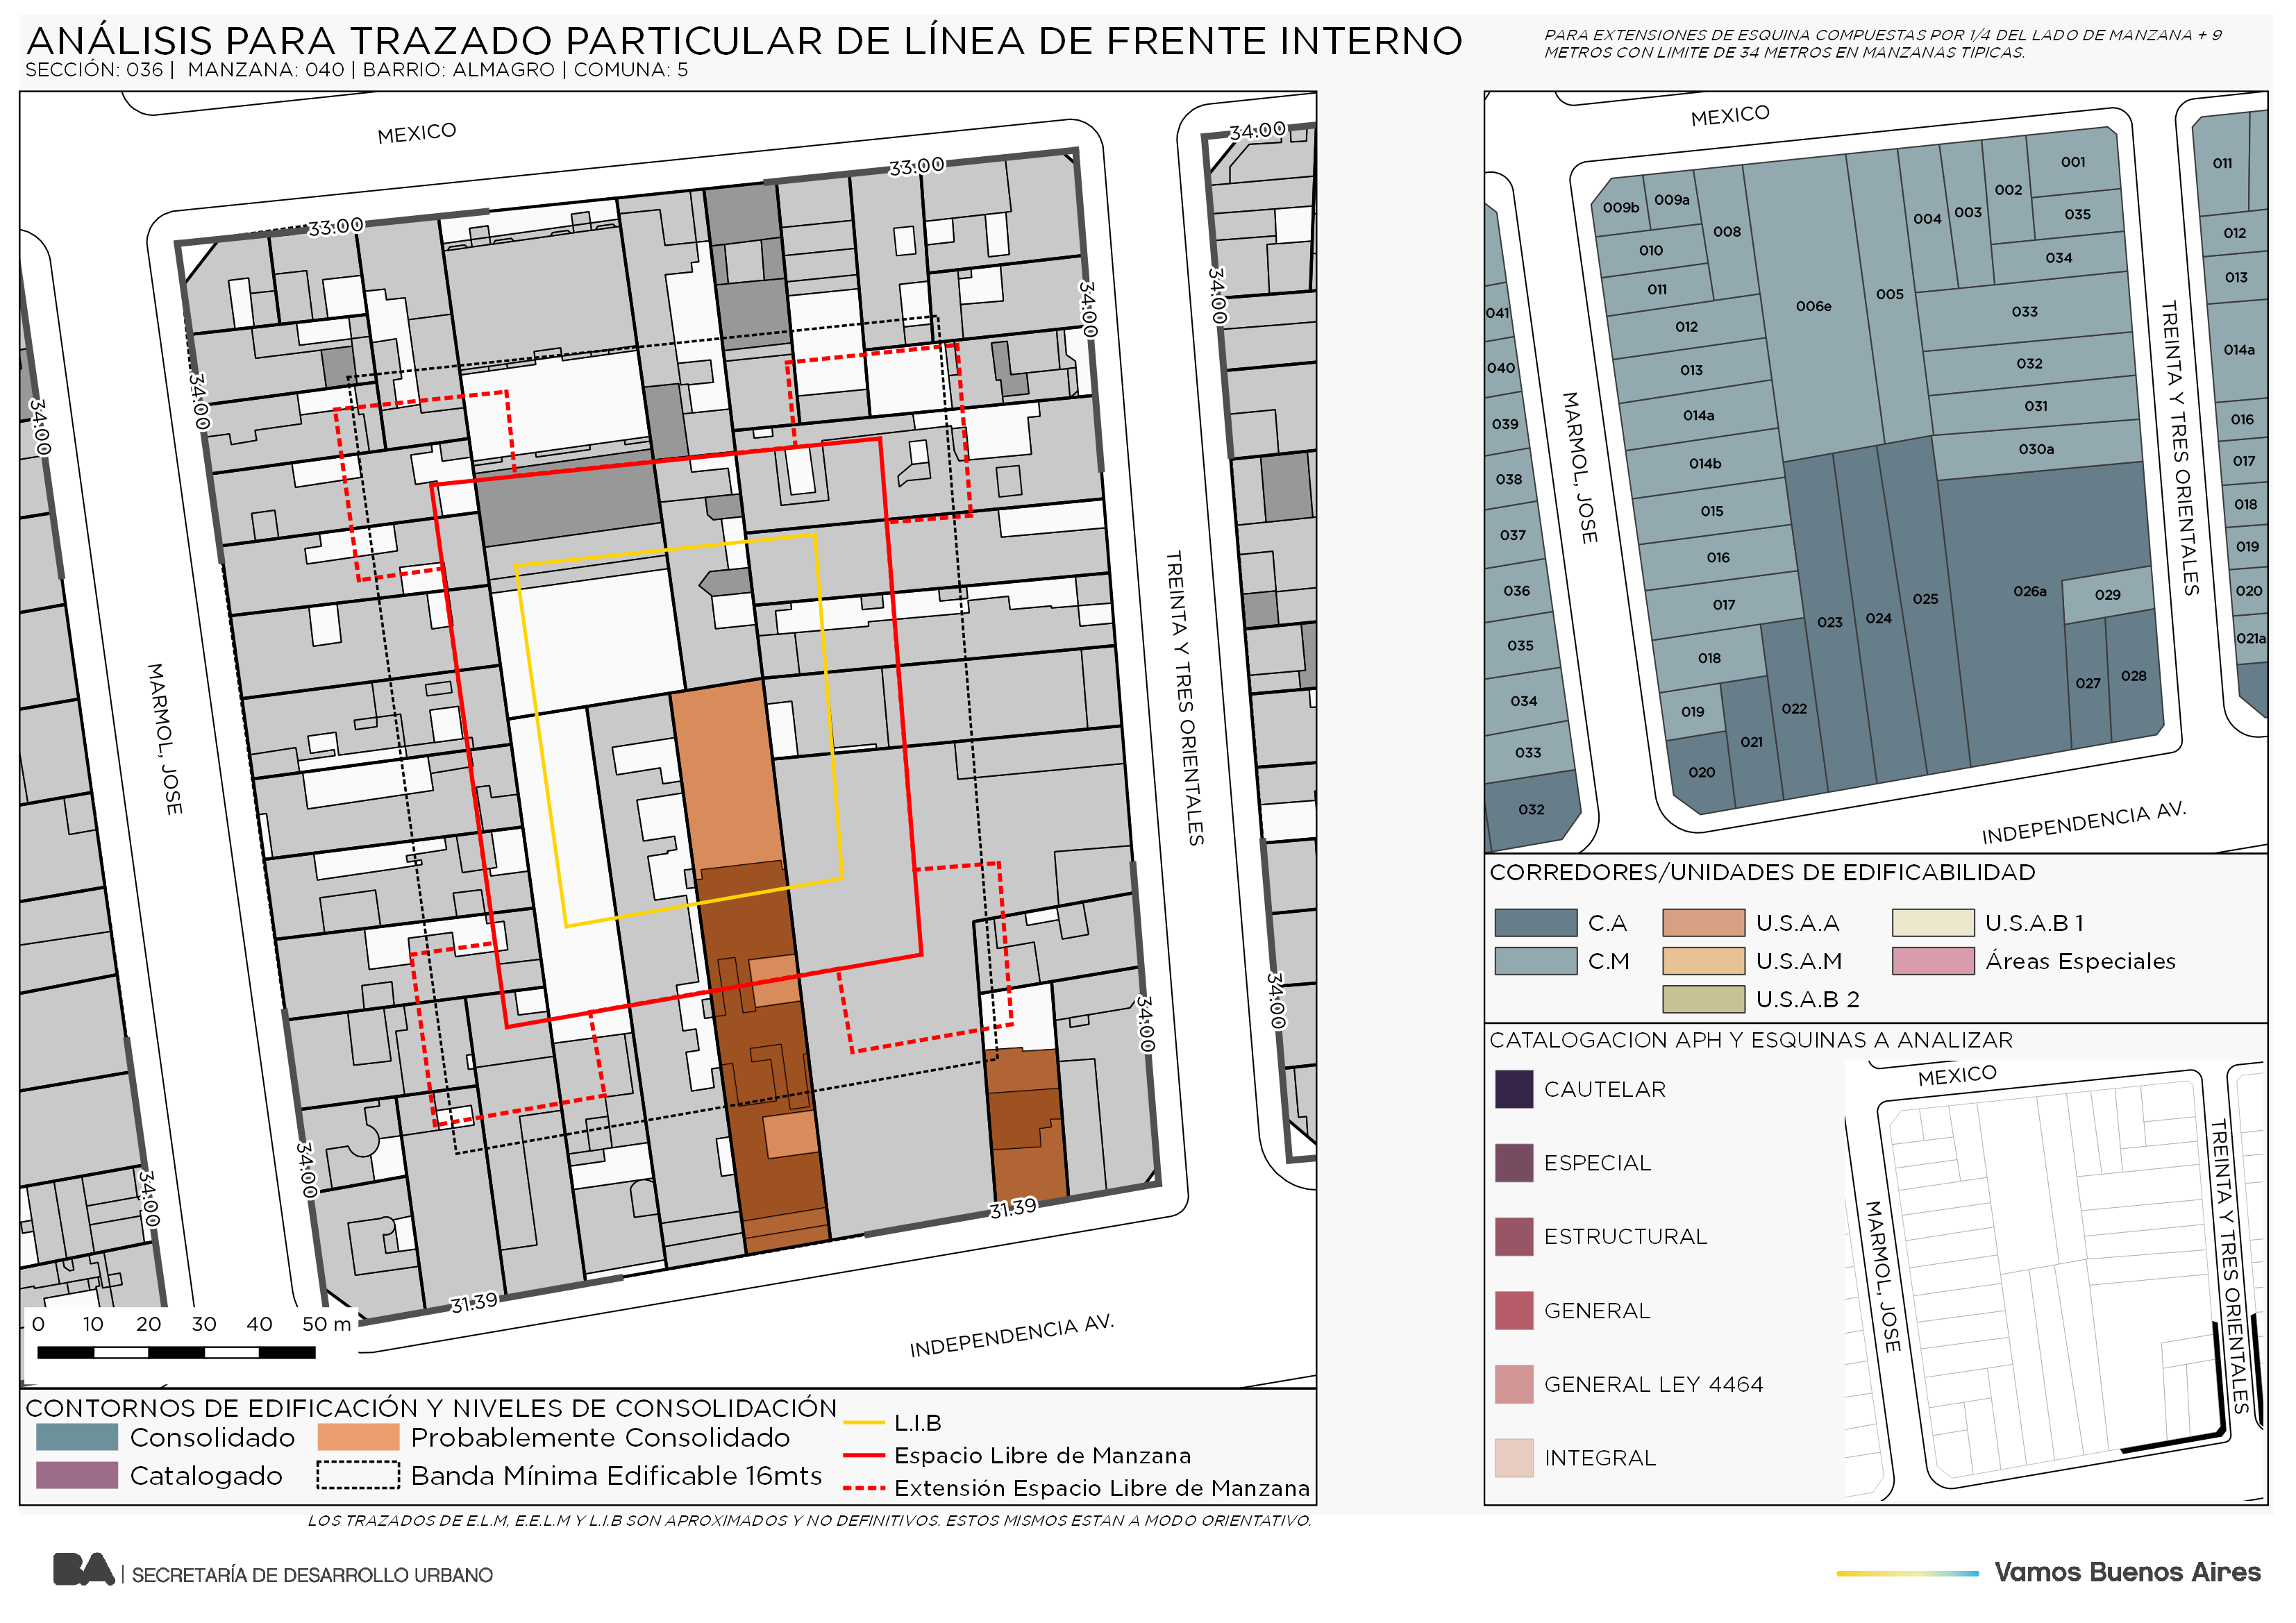 ANÁLISIS PARA TRAZADO PARTICULAR DE LÍNEA DE FRENTE INTERNO
SECCIÓN: 036 | MANZANA: 040 | BARRIO: ALMAGRO | COMUNA: 5
PARA EXTENSIONES DE ESQUINA COMPUESTAS POR 1/4 DEL LADO DE MANZANA + 9
METROS CON LIMITE DE 34 METROS EN MANZANAS TIPICAS.
MEXICO
33.00
33.00
34.00
34.00
34.00
34.00
34.00
MARMOL, JOSE
TREINTA Y TRES ORIENTALES
34.00
34.00
34.00
34.00
31.39
31.39
INDEPENDENCIA AV.
0 10 20 30 40 50 m
CONTORNOS DE EDIFICACIÓN Y NIVELES DE CONSOLIDACIÓN
Consolidado
Probablemente Consolidado
Catalogado
Banda Mínima Edificable 16mts
L.I.B
Espacio Libre de Manzana
Extensión Espacio Libre de Manzana
LOS TRAZADOS DE E.L.M, E.E.L.M Y L.I.B SON APROXIMADOS Y NO DEFINITIVOS. ESTOS MISMOS ESTAN A MODO ORIENTATIVO.
MEXICO
009b
009a
008
006e
005
004
003
002
001
035
034
033
032
031
030a
010
011
012
013
014a
014b
015
016
017
018
019
020
021
022
023
024
025
026a
029
027
028
041
040
039
038
037
036
035
034
033
032
011
012
013
014a
016
017
018
019
020
021a
MARMOL, JOSE
TREINTA Y TRES ORIENTALES
INDEPENDENCIA AV.
CORREDORES/UNIDADES DE EDIFICABILIDAD
C.A
U.S.A.A
U.S.A.B 1
C.M
U.S.A.M
Áreas Especiales
U.S.A.B 2
CATALOGACION APH Y ESQUINAS A ANALIZAR
CAUTELAR
ESPECIAL
ESTRUCTURAL
GENERAL
GENERAL LEY 4464
INTEGRAL
MEXICO
MARMOL, JOSE
TREINTA Y TRES ORIENTALES
BA | SECRETARÍA DE DESARROLLO URBANO
Vamos Buenos Aires